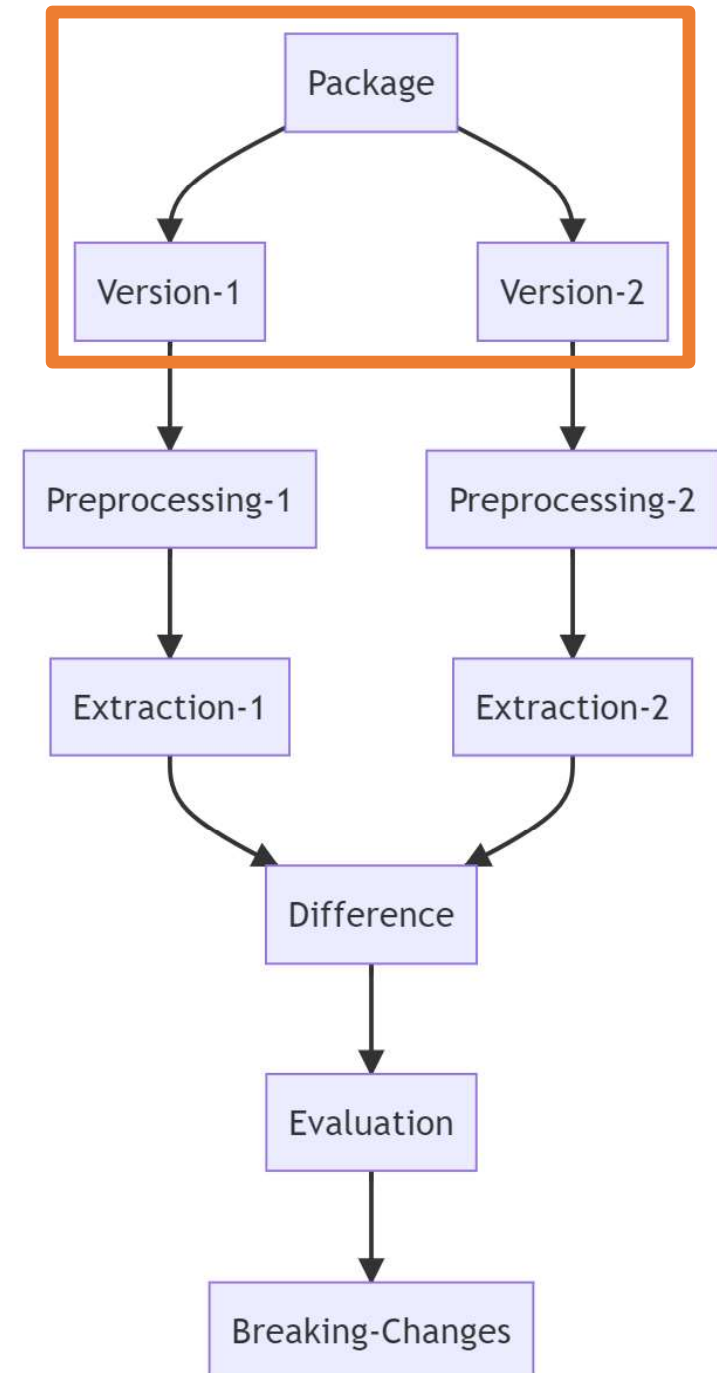 Package
Version-1
Version-2
Preprocessing-1
Preprocessing-2
Extraction-1
Extraction-2
Difference
Evaluation
Breaking-Changes